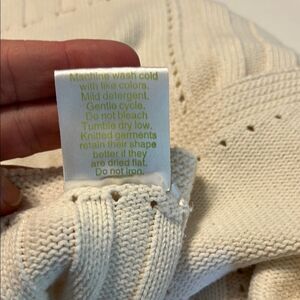 Machine wash cold
with like colors.
Mild detergent.
Gentle cycle.
Do not bleach
Tumble dry low.
Knitted garments
retain their shape
better if they
are dried flat.
Do not iron.